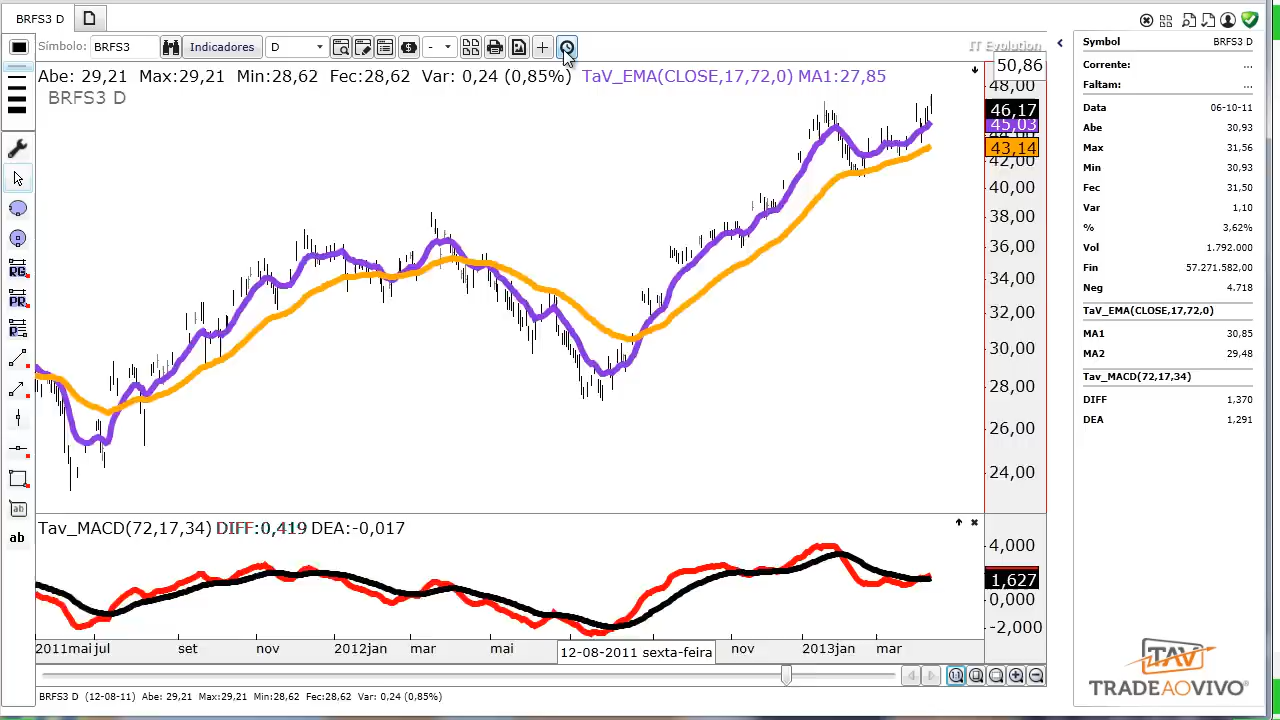 BRFS3 D
Símbolo: BRFS3 Indicadores D -
IT Evolution
Abe: 29,21 Max:29,21 Min:28,62 Fec:28,62 Var: 0,24 (0,85%) TaV_EMA(CLOSE,17,72,0) MA1:27,85
BRFS3 D
50,86
48,00
46,17
45,03
44,00
43,14
42,00
40,00
38,00
36,00
34,00
32,00
30,00
28,00
26,00
24,00
RG
PR
P
ab
ab
Tav_MACD(72,17,34) DIFF:0,419 DEA:-0,017
4,000
1,627
0,000
-2,000
2011mai jul set nov 2012jan mar mai 12-08-2011 sexta-feira nov 2013jan mar
BRFS3 D (12-08-11) Abe: 29,21 Max:29,21 Min:28,62 Fec:28,62 Var: 0,24 (0,85%)
Symbol BRFS3 D
Corrente: ...
Faltam: ...
Data 06-10-11
Abe 30,93
Max 31,56
Min 30,93
Fec 31,50
Var 1,10
% 3,62%
Vol 1.792.000
Fin 57.271.582,00
Neg 4.718
TaV_EMA(CLOSE,17,72,0)
MA1 30,85
MA2 29,48
Tav_MACD(72,17,34)
DIFF 1,370
DEA 1,291
TAV
TRADEAOVIVO